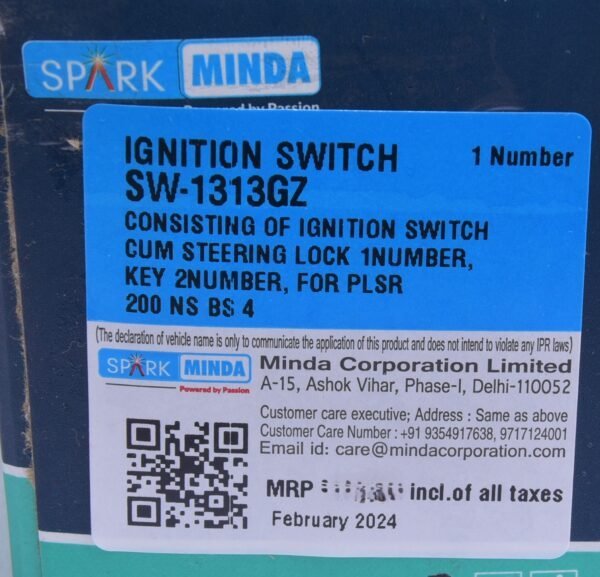 SPARK MINDA
Powered by Passion
IGNITION SWITCH 1 Number
SW-1313GZ
CONSISTING OF IGNITION SWITCH
CUM STEERING LOCK 1NUMBER,
KEY 2NUMBER, FOR PLSR
200 NS BS 4
(The declaration of vehicle name is only to communicate the application of this product and does not intend to violate any IPR laws)
SPARK MINDA
Powered by Passion
Minda Corporation Limited
A-15, Ashok Vihar, Phase-I, Delhi-110052
Customer care executive; Address : Same as above
Customer Care Number : +91 9354917638, 9717124001
Email id: care@mindacorporation.com
MRP incl.of all taxes
February 2024